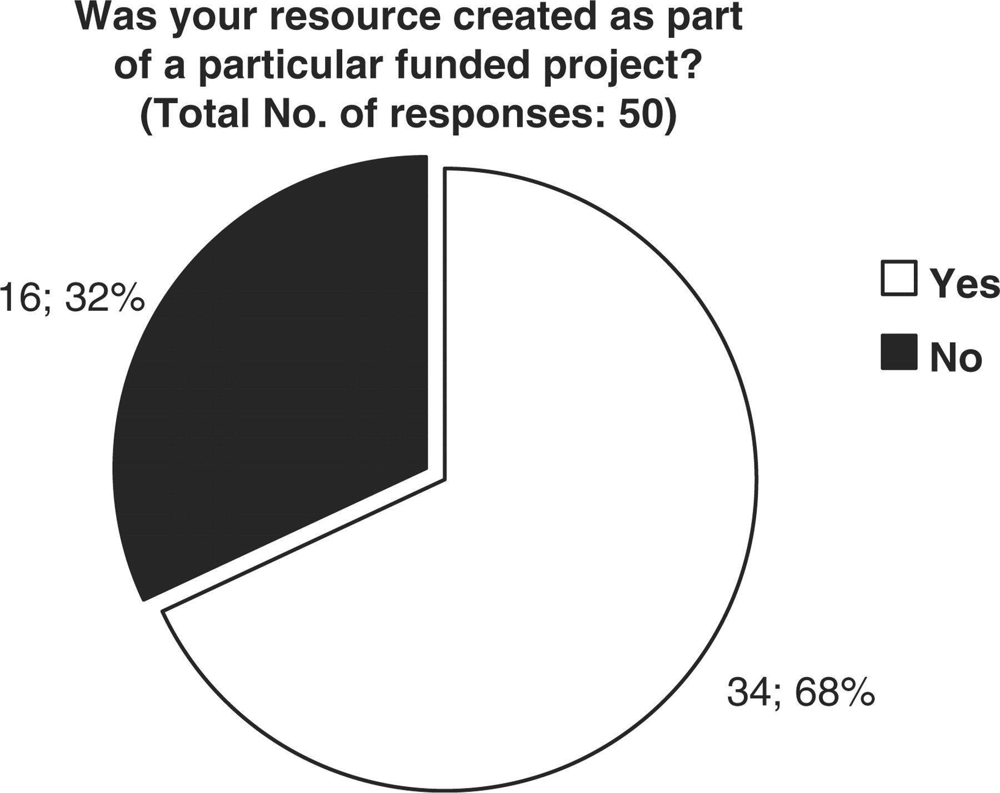 Was your resource created as part
of a particular funded project?
(Total No. of responses: 50)
16; 32%
Yes
No
34; 68%